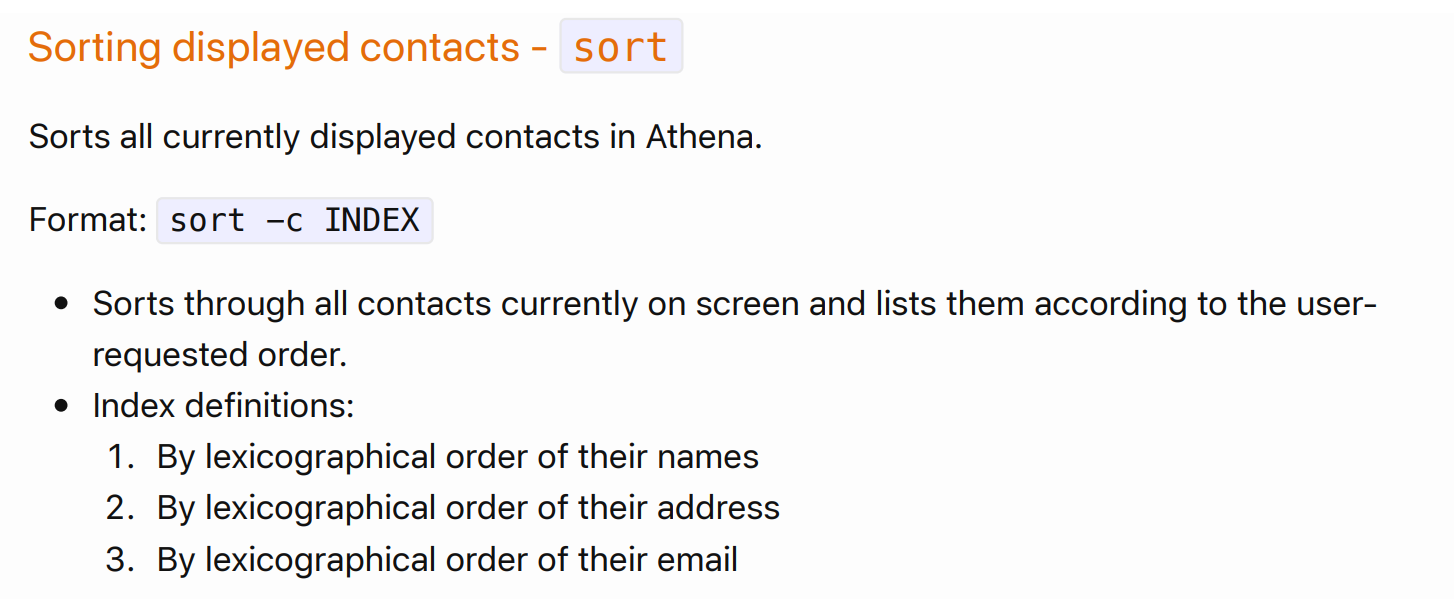 Sorting displayed contacts - sort
Sorts all currently displayed contacts in Athena.
Format: sort -c INDEX
• Sorts through all contacts currently on screen and lists them according to the user-
requested order.
• Index definitions:
1. By lexicographical order of their names
2. By lexicographical order of their address
3. By lexicographical order of their email